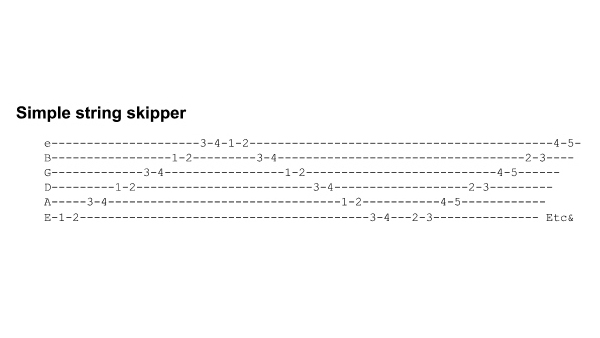 Simple string skipper
e---------------------3-4-1-2-------------------------------------------4-5-
B-----------------1-2---------3-4-----------------------------------2-3----
G-------------3-4-----------------1-2---------------------------4-5------
D---------1-2-------------------------3-4-------------------2-3---------
A-----3-4---------------------------------1-2-----------4-5------------
E-1-2-----------------------------------------3-4---2-3--------------- Etc&